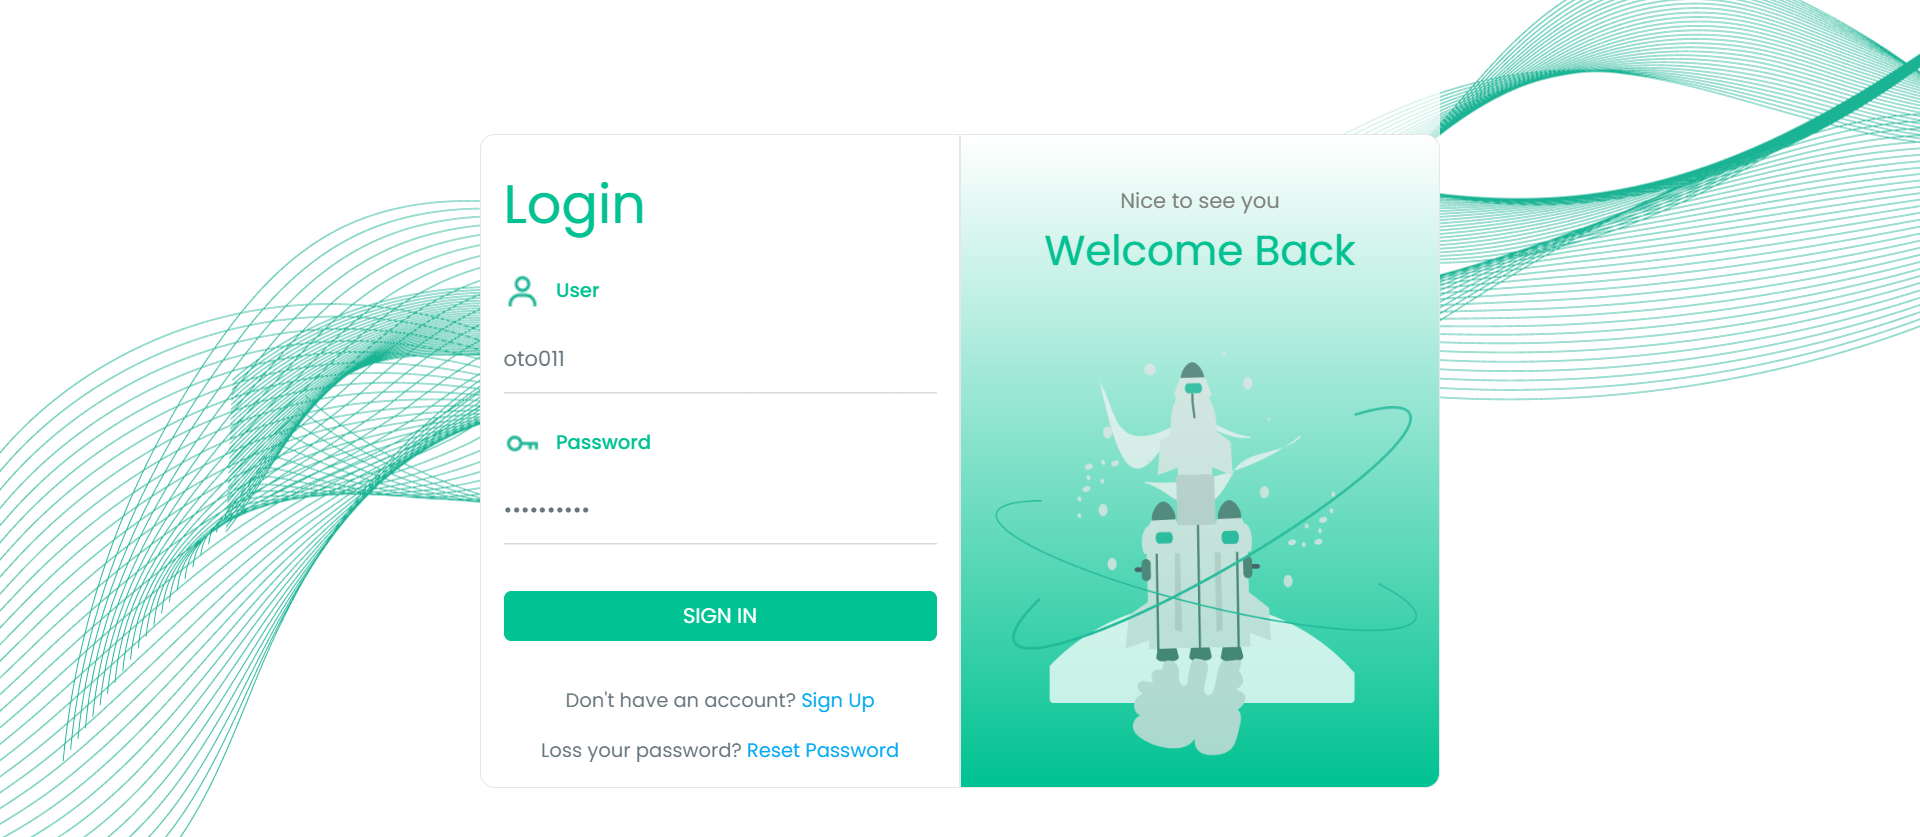 Login
User
oto011
Password
••••••••••
SIGN IN
Don't have an account? Sign Up
Loss your password? Reset Password
Nice to see you
Welcome Back